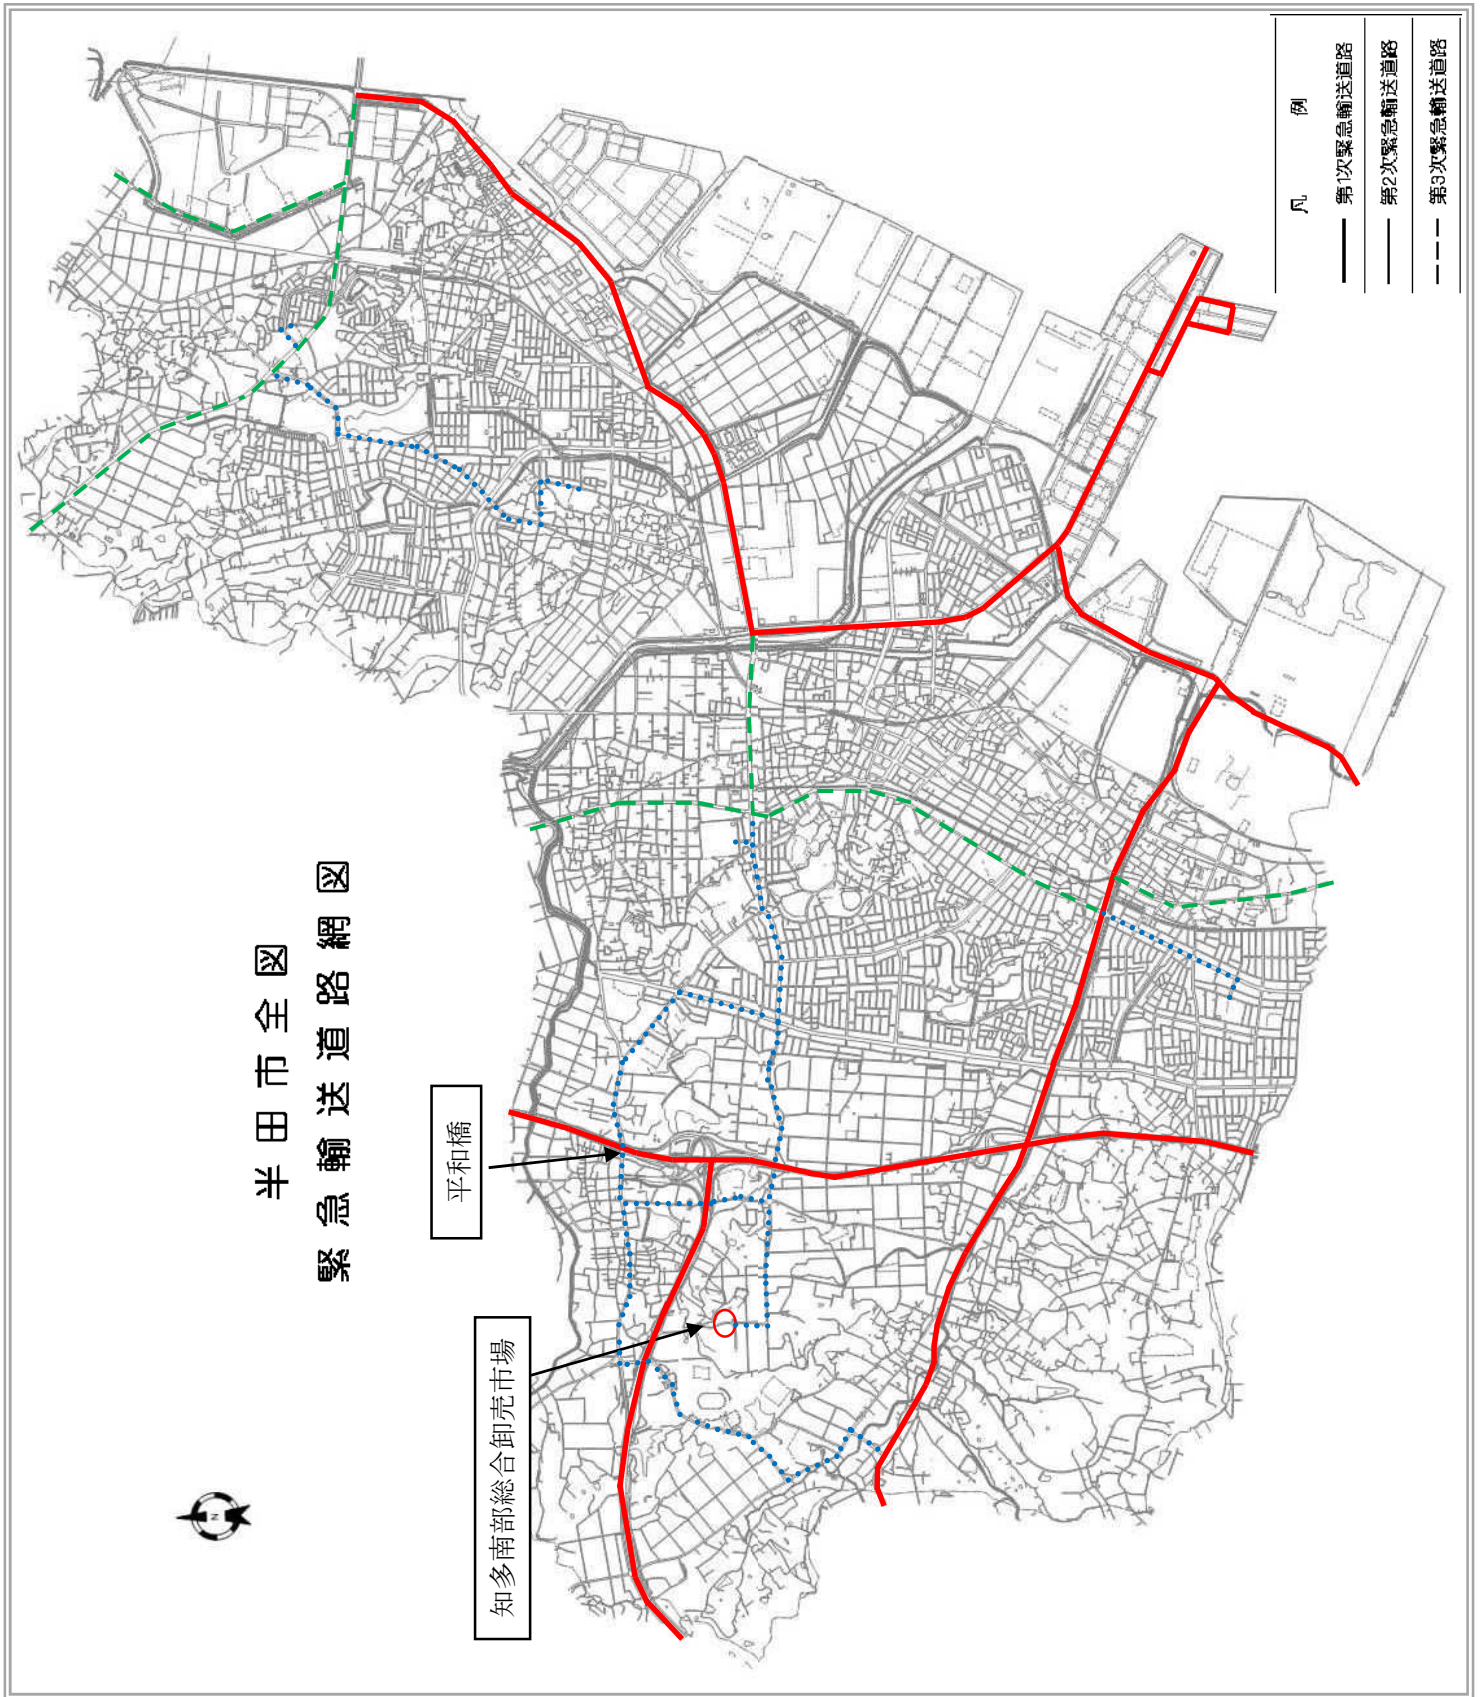 半田市全図
緊急輸送道路網図
平和橋
知多南部総合卸売市場
N
凡 例
第1次緊急輸送道路
第2次緊急輸送道路
第3次緊急輸送道路